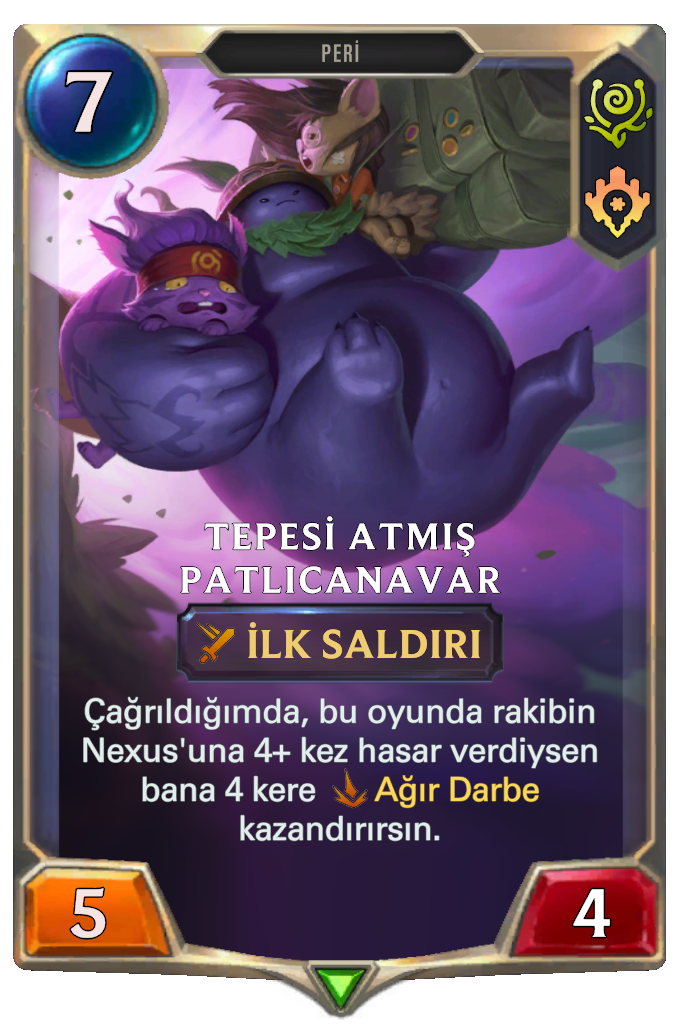 7
PERİ
TEPESİ ATMIŞ
PATLICANAVAR
İLK SALDIRI
Çağrıldığımda, bu oyunda rakibin
Nexus'una 4+ kez hasar verdiysen
bana 4 kere Ağır Darbe
kazandırırsın.
5
4